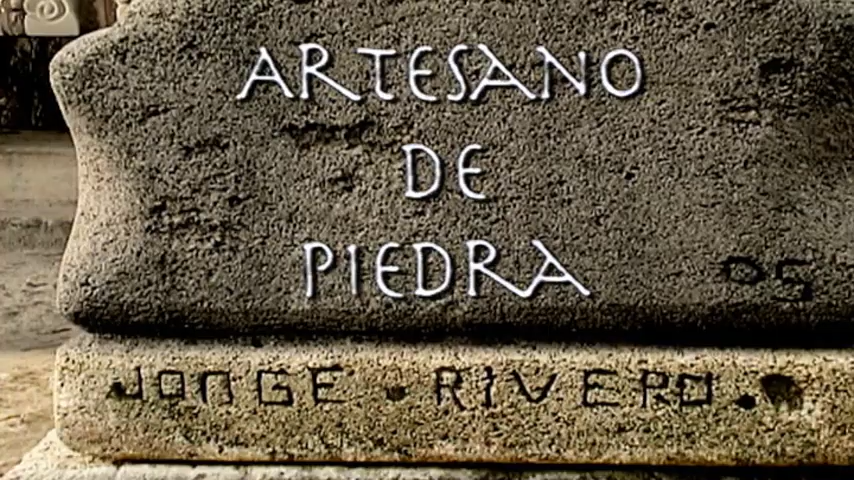 ARTESANO
DE
PIEDRA
05
JORGE . RIVERO .